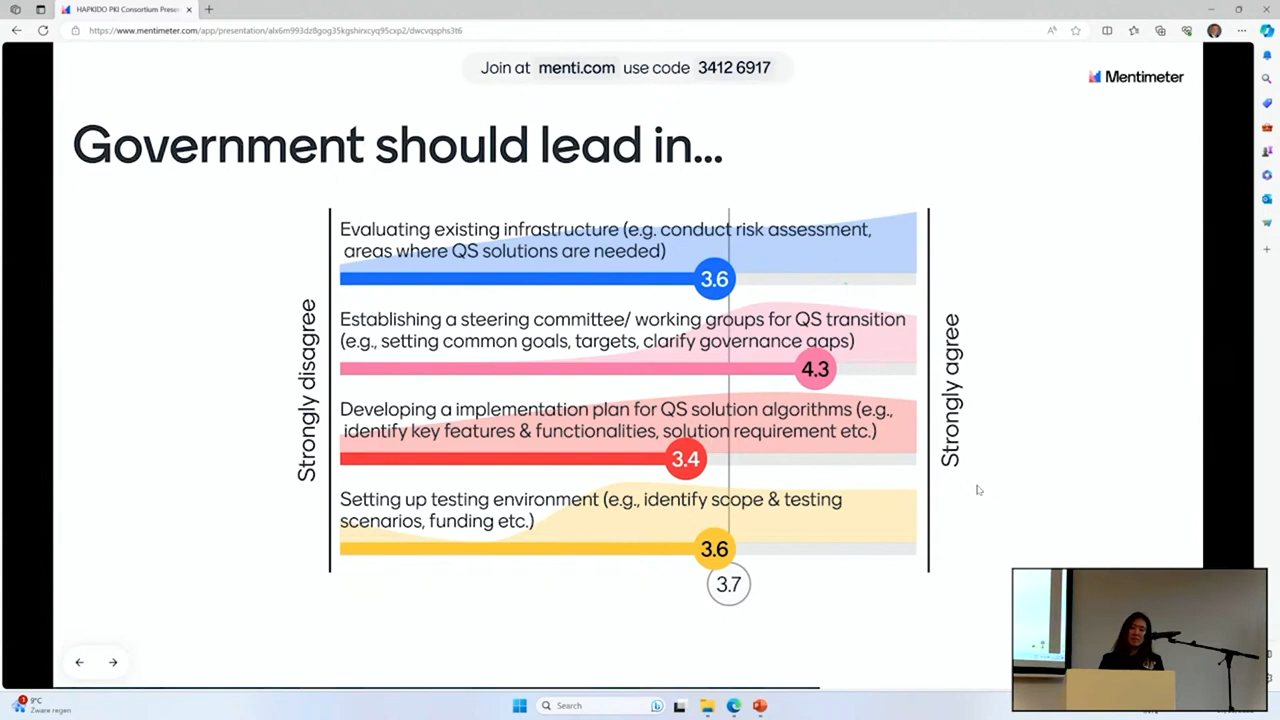 HAPKIDO PKI Consortium Presen
https://www.mentimeter.com/app/presentation/alx6m993dz8gog35kgshirxcyq95cxp2/dwcvqsphs3t6
Join at menti.com use code 3412 6917
Mentimeter
Government should lead in...
Strongly disagree
Evaluating existing infrastructure (e.g. conduct risk assessment,
areas where QS solutions are needed)
3.6
Establishing a steering committee/ working groups for QS transition
(e.g., setting common goals, targets, clarify governance gaps)
4.3
Developing a implementation plan for QS solution algorithms (e.g.,
identify key features & functionalities, solution requirement etc.)
3.4
Setting up testing environment (e.g., identify scope & testing
scenarios, funding etc.)
3.6
3.7
Strongly agree
9°C
Zware regen
Search